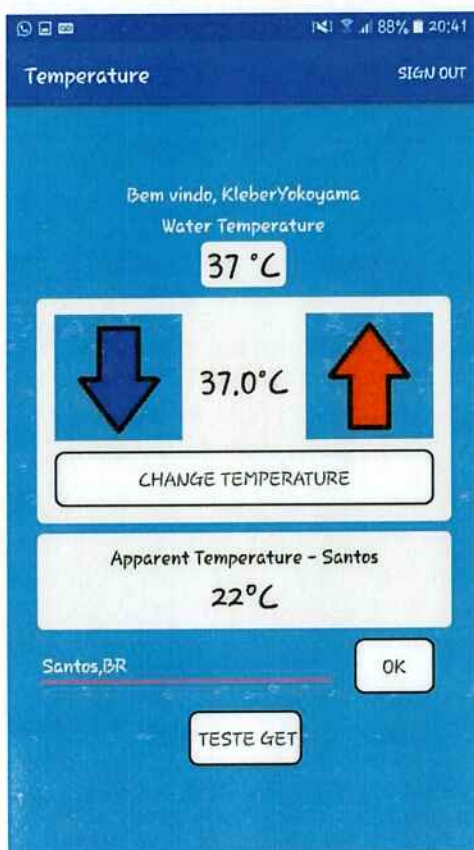 88% 20:41
Temperature SIGN OUT
Bem vindo, KleberYokoyama
Water Temperature
37 °C
37.0°C
CHANGE TEMPERATURE
Apparent Temperature - Santos
22°C
Santos,BR OK
TESTE GET